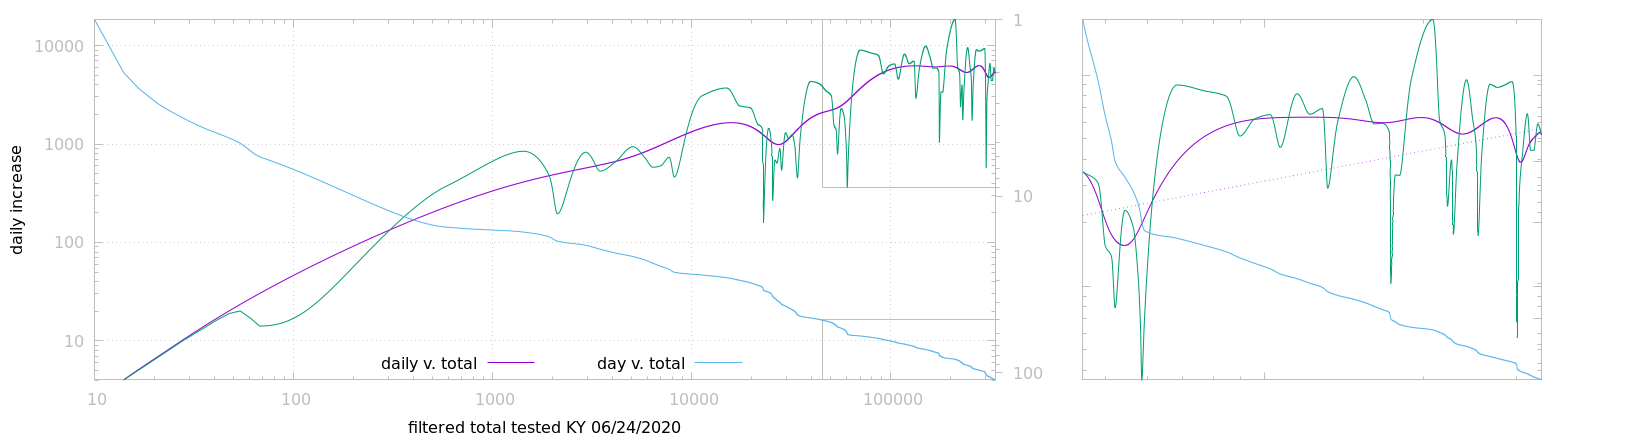 10000
1000
100
10
daily increase
1
10
100
daily v. total
day v. total
10 100 1000 10000 100000
filtered total tested KY 06/24/2020